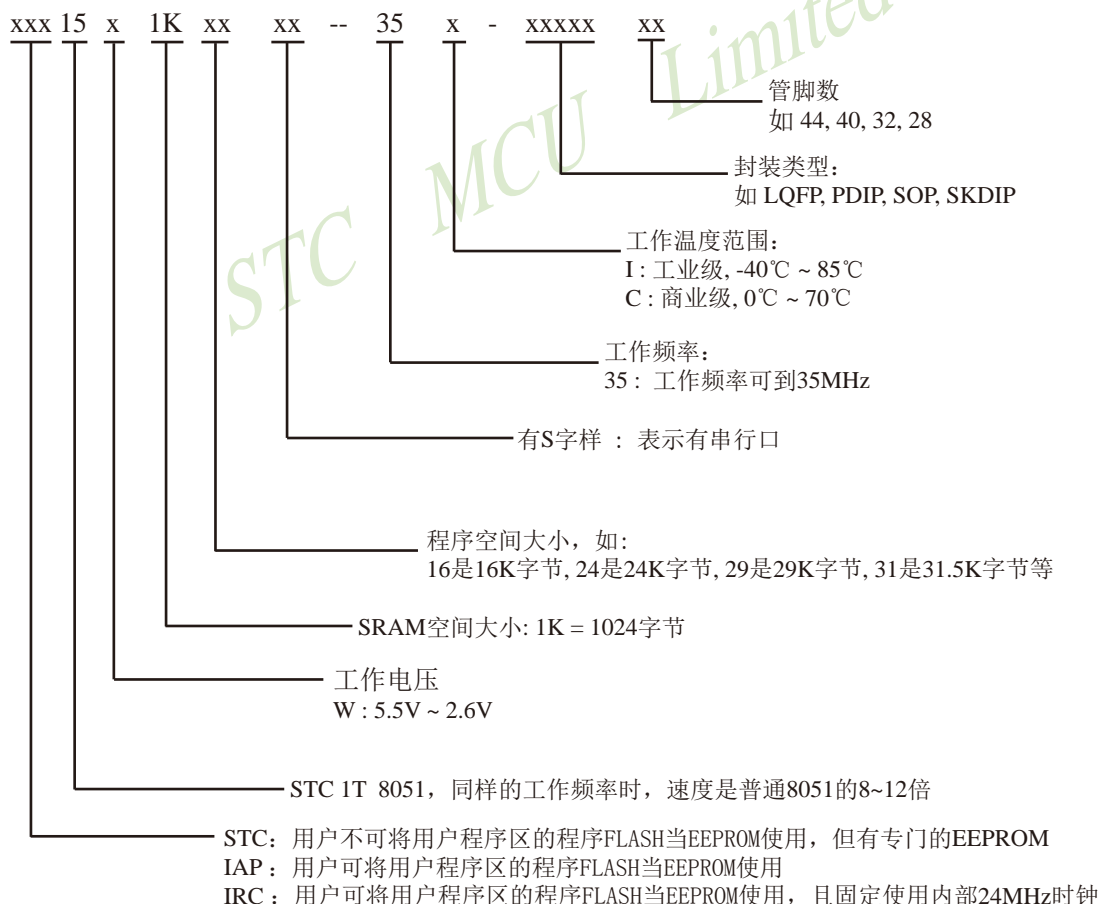 xxx 15 x 1K xx xx -- 35 x - xxxxx xx
管脚数
如 44, 40, 32, 28
封装类型：
如 LQFP, PDIP, SOP, SKDIP
工作温度范围：
I : 工业级, -40℃ ~ 85℃
C : 商业级, 0℃ ~ 70℃
工作频率：
35 : 工作频率可到35MHz
有S字样 : 表示有串行口
程序空间大小，如:
16是16K字节, 24是24K字节, 29是29K字节, 31是31.5K字节等
SRAM空间大小: 1K = 1024字节
工作电压
W : 5.5V ~ 2.6V
STC 1T 8051，同样的工作频率时，速度是普通8051的8~12倍
STC：用户不可将用户程序区的程序FLASH当EEPROM使用，但有专门的EEPROM
IAP：用户可将用户程序区的程序FLASH当EEPROM使用
IRC：用户可将用户程序区的程序FLASH当EEPROM使用，且固定使用内部24MHz时钟
STC MCU Limited